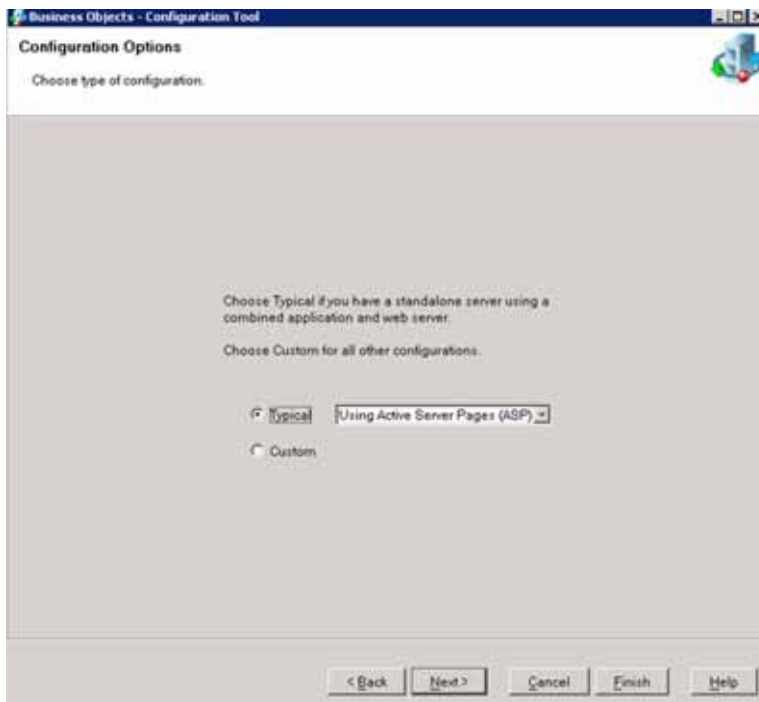 Business Objects - Configuration Tool
Configuration Options
Choose type of configuration.
Choose Typical if you have a standalone server using a
combined application and web server.
Choose Custom for all other configurations.
Typical Using Active Server Pages (ASP)
Custom
< Back Next > Cancel Finish Help